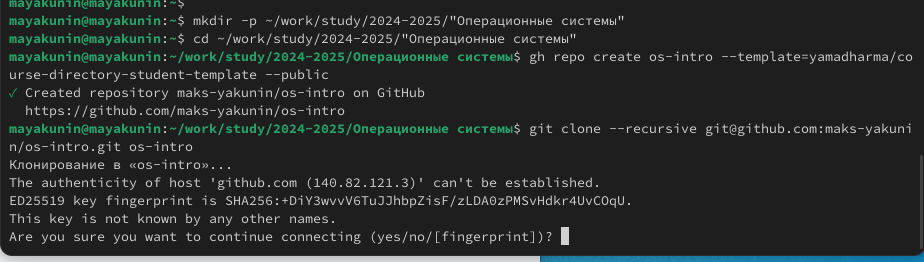 mayakunin@mayakunin:~$
mayakunin@mayakunin:~$ mkdir -p ~/work/study/2024-2025/"Операционные системы"
mayakunin@mayakunin:~$ cd ~/work/study/2024-2025/"Операционные системы"
mayakunin@mayakunin:~/work/study/2024-2025/Операционные системы$ gh repo create os-intro --template=yamadharma/co
urse-directory-student-template --public
✓ Created repository maks-yakunin/os-intro on GitHub
  https://github.com/maks-yakunin/os-intro
mayakunin@mayakunin:~/work/study/2024-2025/Операционные системы$ git clone --recursive git@github.com:maks-yakuni
n/os-intro.git os-intro
Клонирование в «os-intro»...
The authenticity of host 'github.com (140.82.121.3)' can't be established.
ED25519 key fingerprint is SHA256:+DiY3wvvV6TuJJhbpZisF/zLDA0zPMSvHdkr4UvCOqU.
This key is not known by any other names.
Are you sure you want to continue connecting (yes/no/[fingerprint])?